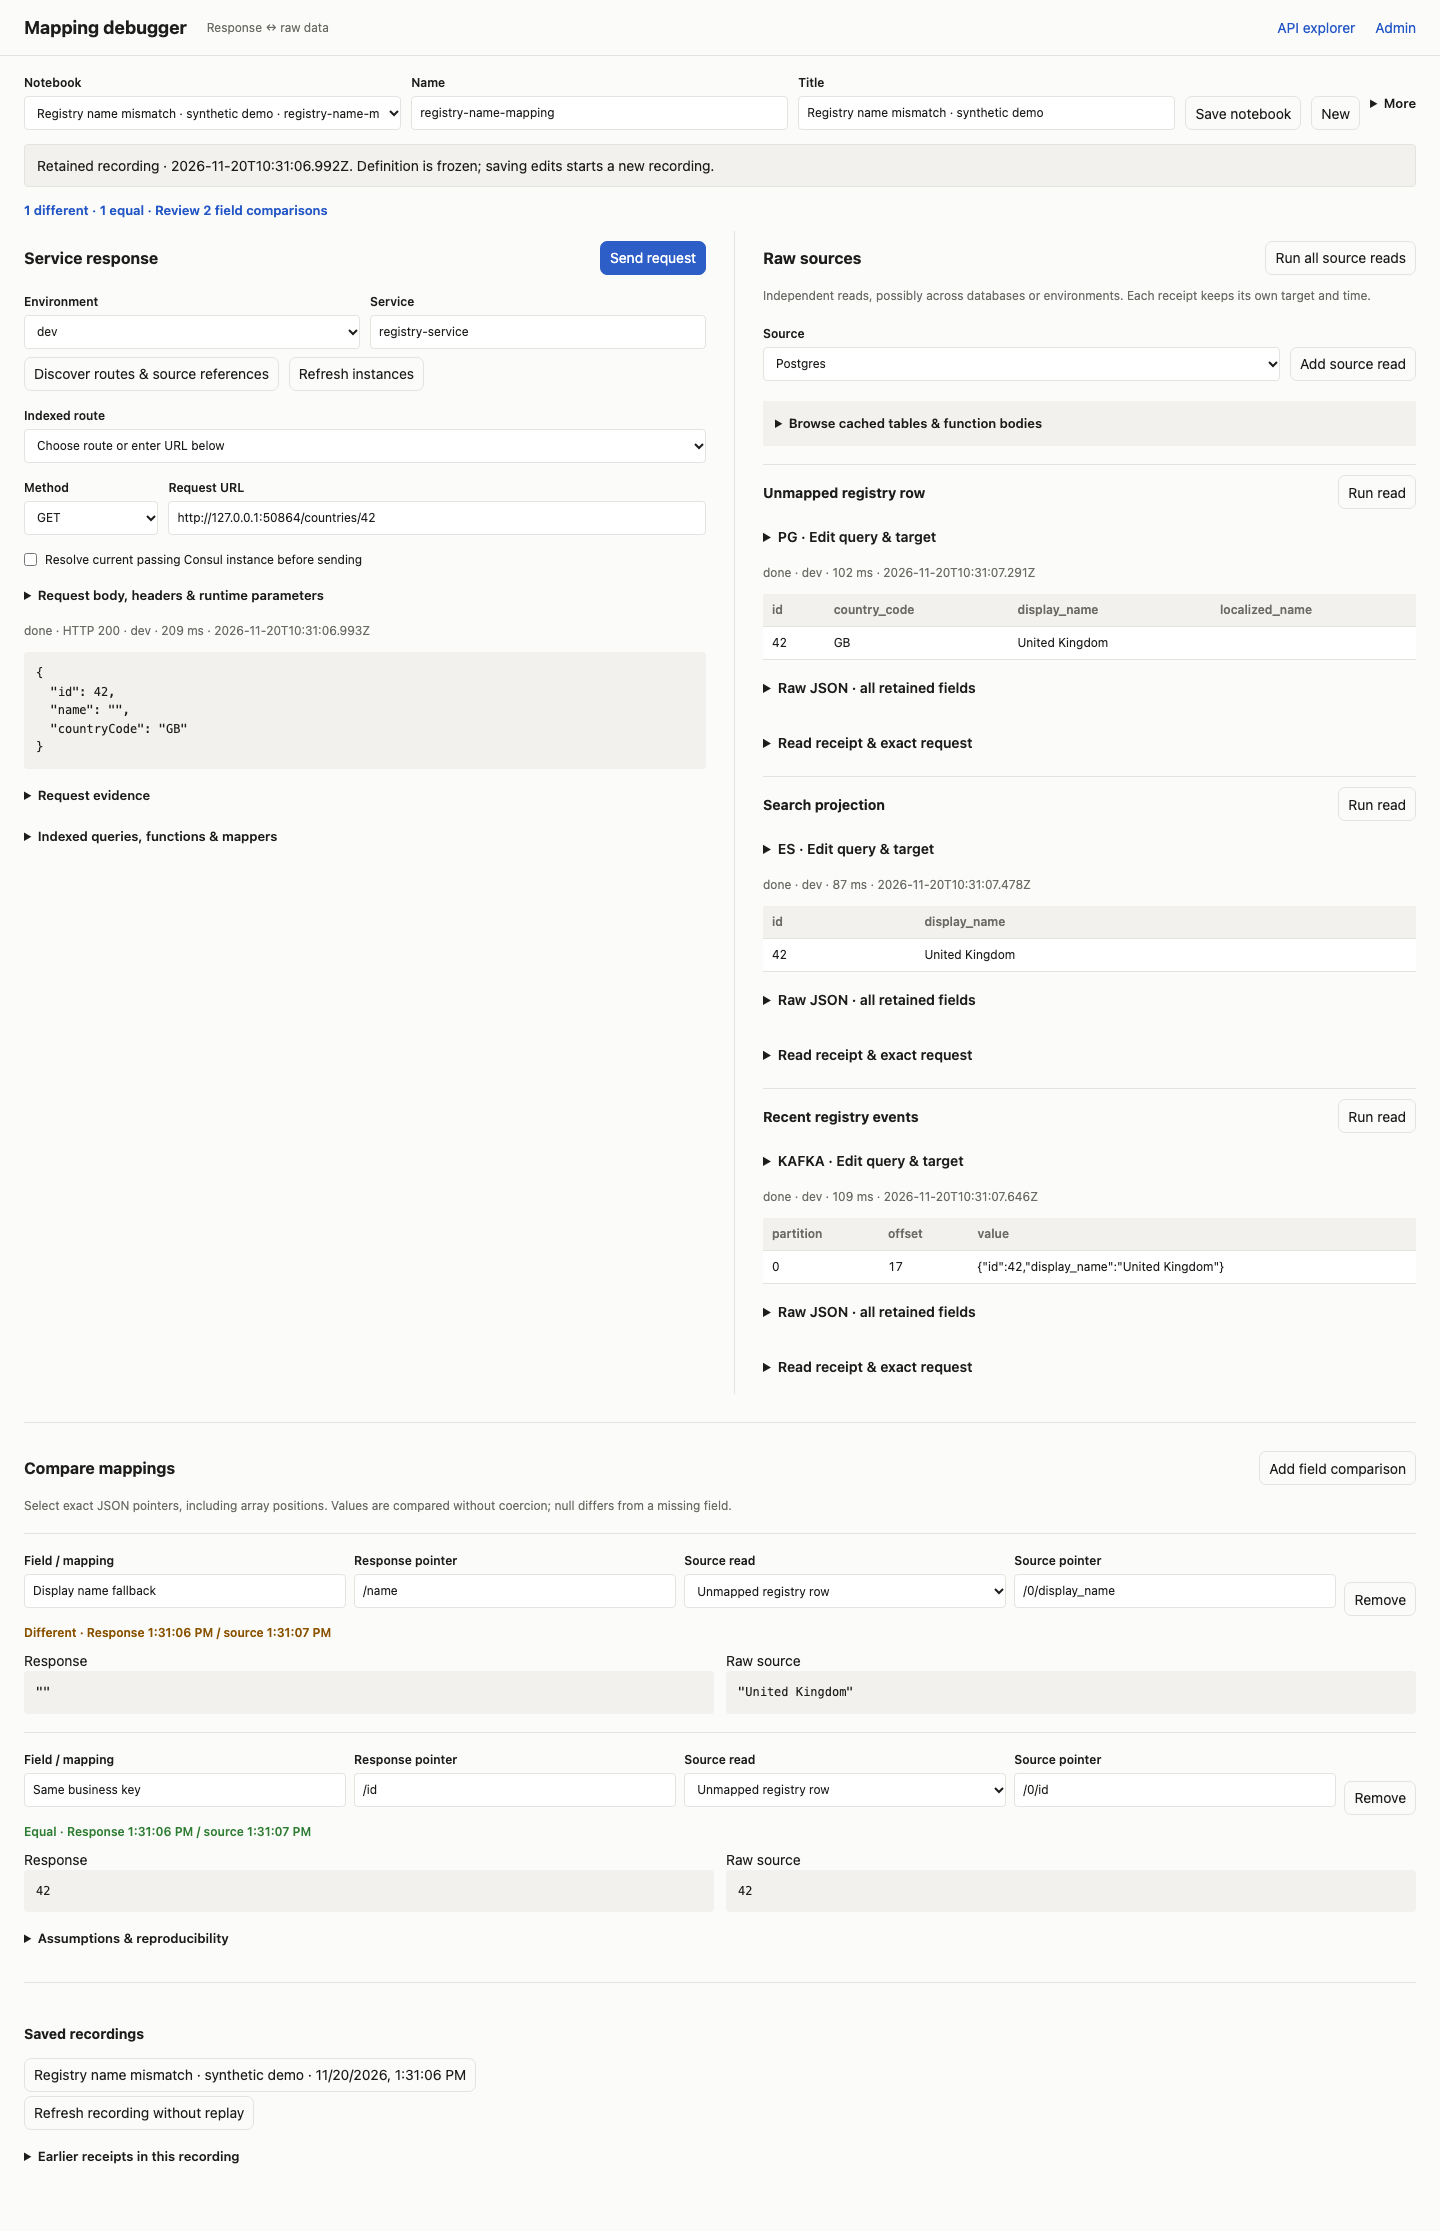 Mapping debugger
Response ↔ raw data
API explorer
Admin
Notebook
Name
Title
Registry name mismatch · synthetic demo · registry-name-m
registry-name-mapping
Registry name mismatch · synthetic demo
Save notebook
New
More
Retained recording · 2026-11-20T10:31:06.992Z. Definition is frozen; saving edits starts a new recording.
1 different · 1 equal · Review 2 field comparisons
Service response
Send request
Environment
Service
dev
registry-service
Discover routes & source references
Refresh instances
Indexed route
Choose route or enter URL below
Method
Request URL
GET
http://127.0.0.1:50864/countries/42
Resolve current passing Consul instance before sending
Request body, headers & runtime parameters
done · HTTP 200 · dev · 209 ms · 2026-11-20T10:31:06.993Z
{
"id": 42,
"name": "",
"countryCode": "GB"
}
Request evidence
Indexed queries, functions & mappers
Raw sources
Run all source reads
Independent reads, possibly across databases or environments. Each receipt keeps its own target and time.
Source
Postgres
Add source read
Browse cached tables & function bodies
Unmapped registry row
Run read
PG · Edit query & target
done · dev · 102 ms · 2026-11-20T10:31:07.291Z
id country_code display_name localized_name
42 GB United Kingdom
Raw JSON · all retained fields
Read receipt & exact request
Search projection
Run read
ES · Edit query & target
done · dev · 87 ms · 2026-11-20T10:31:07.478Z
id display_name
42 United Kingdom
Raw JSON · all retained fields
Read receipt & exact request
Recent registry events
Run read
KAFKA · Edit query & target
done · dev · 109 ms · 2026-11-20T10:31:07.646Z
partition offset value
0 17 {"id":42,"display_name":"United Kingdom"}
Raw JSON · all retained fields
Read receipt & exact request
Compare mappings
Add field comparison
Select exact JSON pointers, including array positions. Values are compared without coercion; null differs from a missing field.
Field / mapping
Response pointer
Source read
Source pointer
Display name fallback
/name
Unmapped registry row
/0/display_name
Remove
Different · Response 1:31:06 PM / source 1:31:07 PM
Response
Raw source
""
"United Kingdom"
Field / mapping
Response pointer
Source read
Source pointer
Same business key
/id
Unmapped registry row
/0/id
Remove
Equal · Response 1:31:06 PM / source 1:31:07 PM
Response
Raw source
42
42
Assumptions & reproducibility
Saved recordings
Registry name mismatch · synthetic demo · 11/20/2026, 1:31:06 PM
Refresh recording without replay
Earlier receipts in this recording